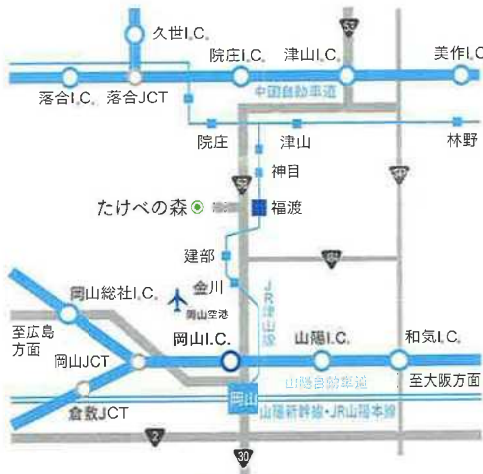 53
久世I.C.
院庄I.C.
津山I.C.
美作I.C.
落合I.C.
落合JCT
中国自動車道
院庄
津山
林野
神目
53
たけべの森
福渡
建部
金川
JR津山線
岡山総社I.C.
岡山空港
至広島
方面
岡山I.C.
山陽I.C.
和気I.C.
岡山JCT
至大阪方面
山陽自動車道
岡山
倉敷JCT
山陽新幹線・JR山陽本線
2
30